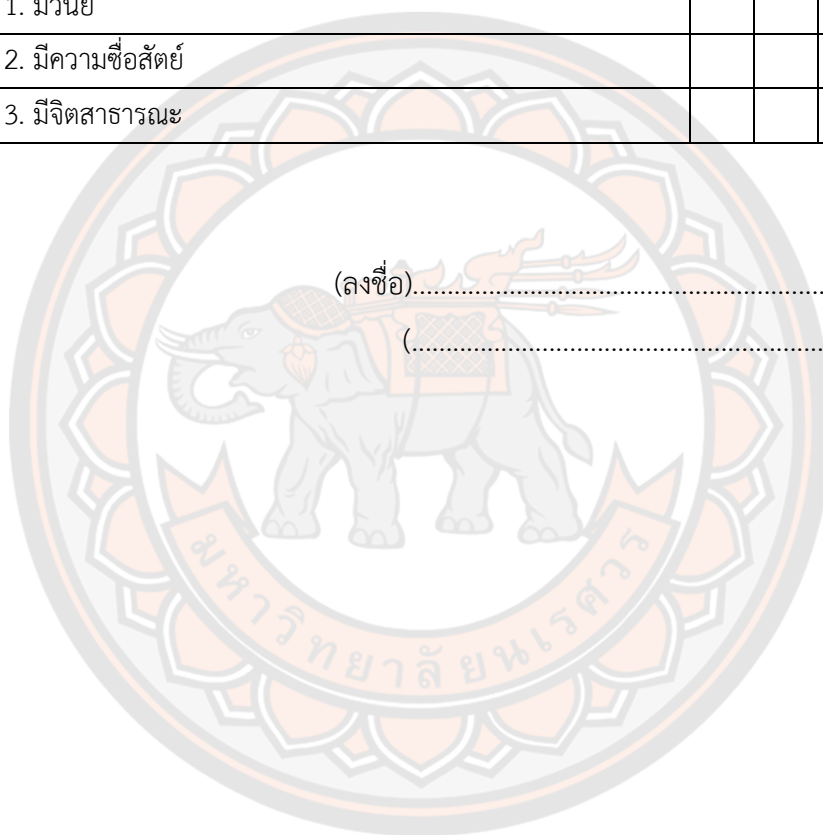 1. มีวินัย
2. มีความซื่อสัตย์
3. มีจิตสาธารณะ
(ลงชื่อ)................................................................
(................................................................
มหาวิทยาลัยนเรศวร